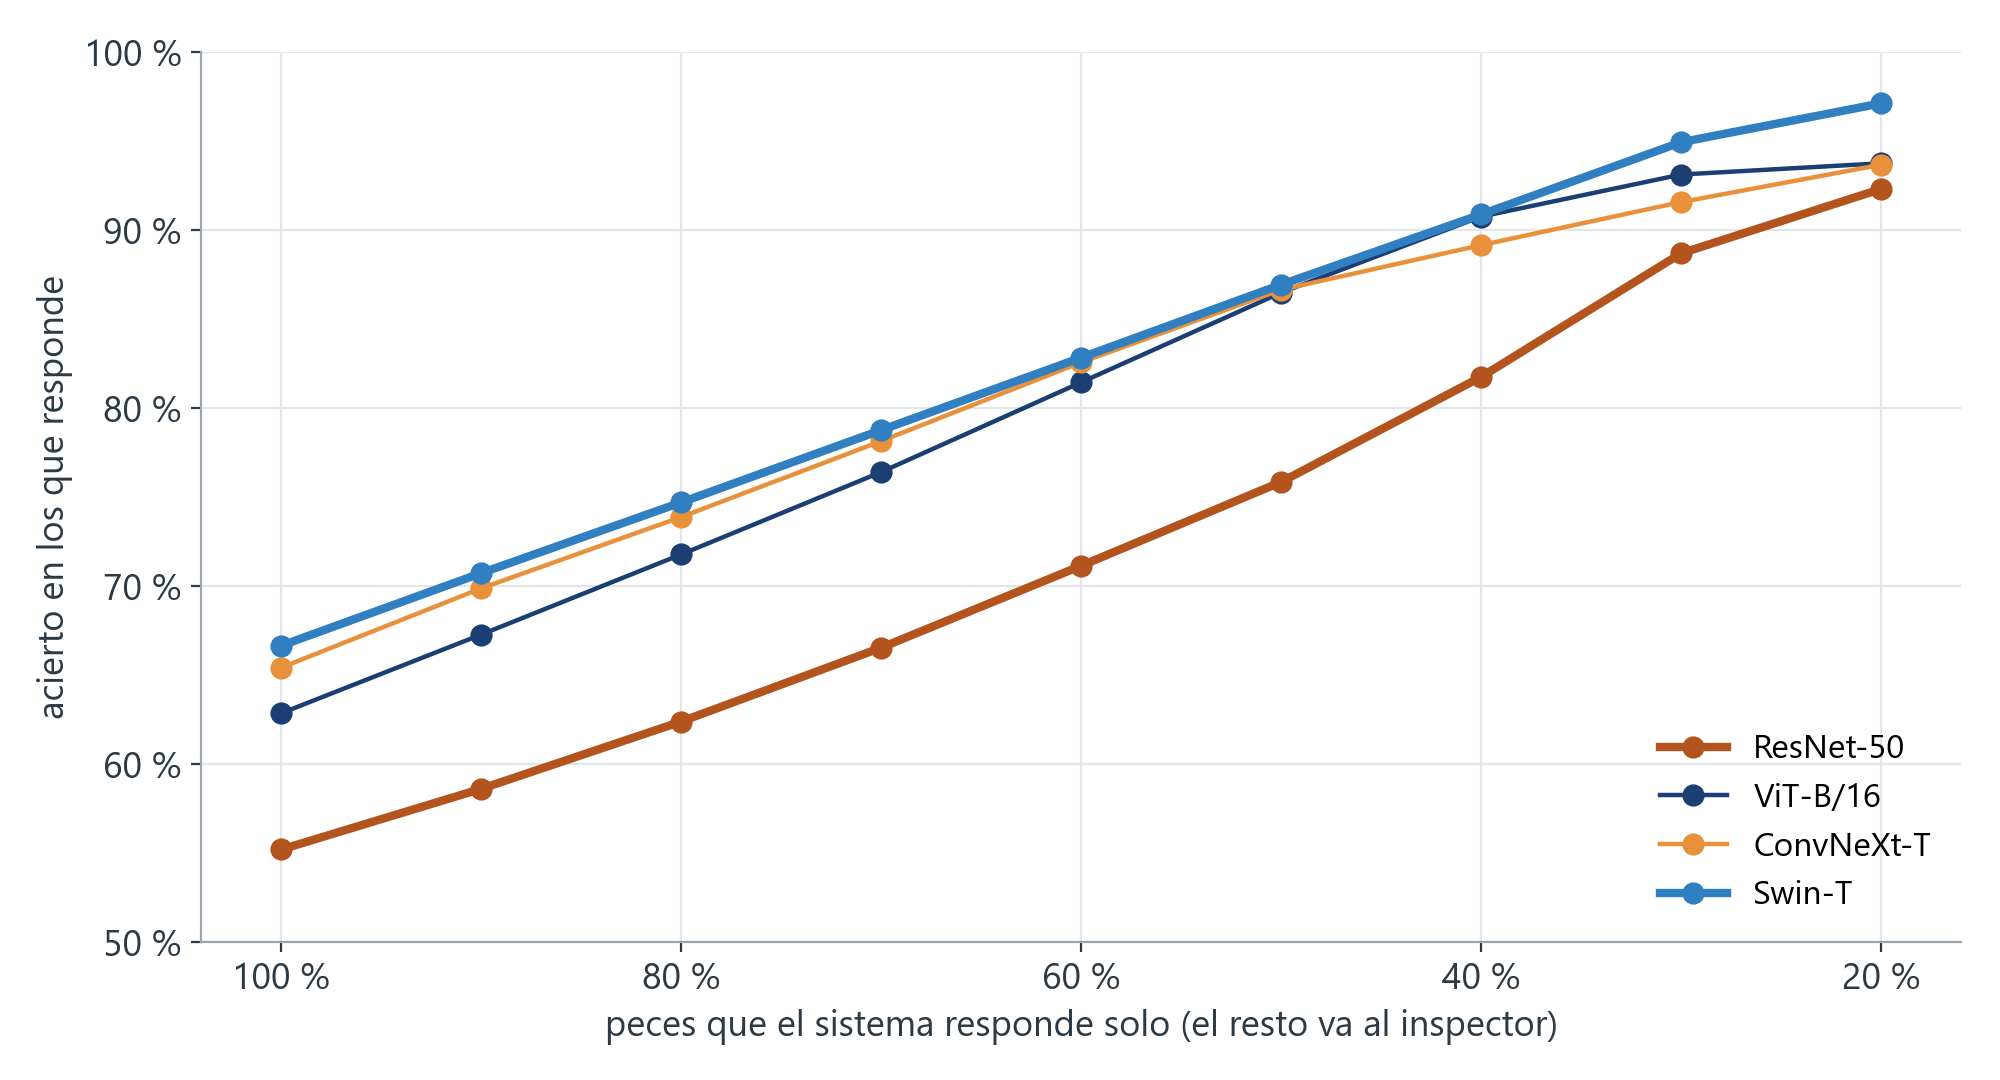 100 %
90 %
80 %
70 %
60 %
50 %
acierto en los que responde
ResNet-50
ViT-B/16
ConvNeXt-T
Swin-T
100 %
80 %
60 %
40 %
20 %
peces que el sistema responde solo (el resto va al inspector)